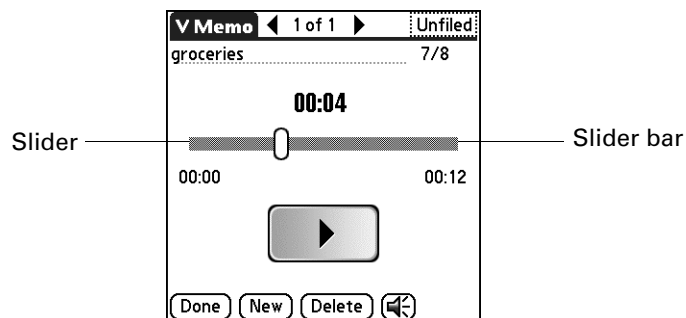 V Memo 1 of 1 Unfiled
groceries 7/8
00:04
Slider Slider bar
00:00 00:12
Done New Delete